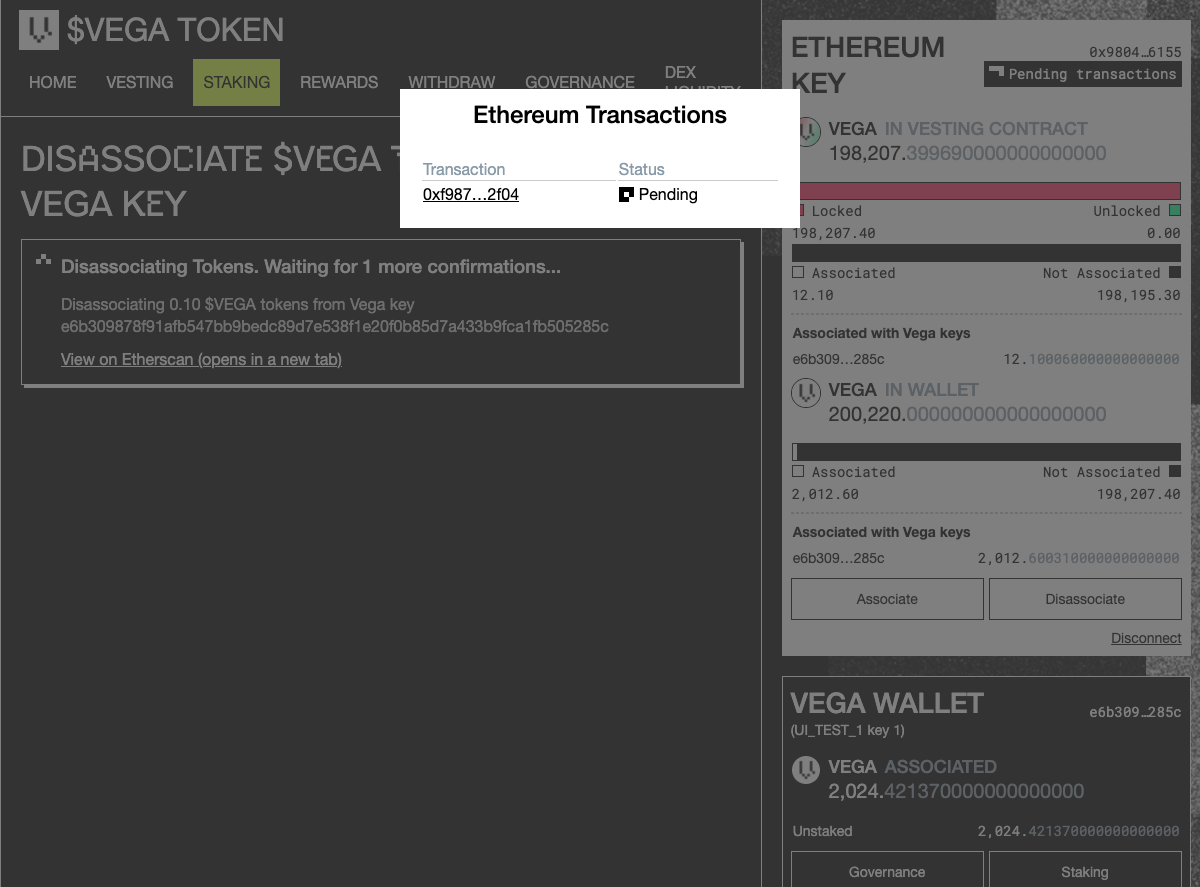 $VEGA TOKEN
HOME VESTING STAKING REWARDS WITHDRAW GOVERNANCE DEX LIQUIDITY
DISASSOCIATE $VEGA
VEGA KEY
Ethereum Transactions
Transaction Status
0xf987…2f04 Pending
Disassociating Tokens. Waiting for 1 more confirmations...
Disassociating 0.10 $VEGA tokens from Vega key
e6b309878f91afb547bb9bedc89d7e538f1e20f0b85d7a433b9fca1fb505285c
View on Etherscan (opens in a new tab)
ETHEREUM
KEY
0x9804…6155
Pending transactions
VEGA IN VESTING CONTRACT
198,207.399690000000000000
Locked Unlocked
198,207.40 0.00
Associated Not Associated
12.10 198,195.30
Associated with Vega keys
e6b309…285c 12.100060000000000000
VEGA IN WALLET
200,220.000000000000000000
Associated Not Associated
2,012.60 198,207.40
Associated with Vega keys
e6b309…285c 2,012.600310000000000000
Associate Disassociate
Disconnect
VEGA WALLET e6b309…285c
(UI_TEST_1 key 1)
VEGA ASSOCIATED
2,024.421370000000000000
Unstaked 2,024.421370000000000000
Governance Staking